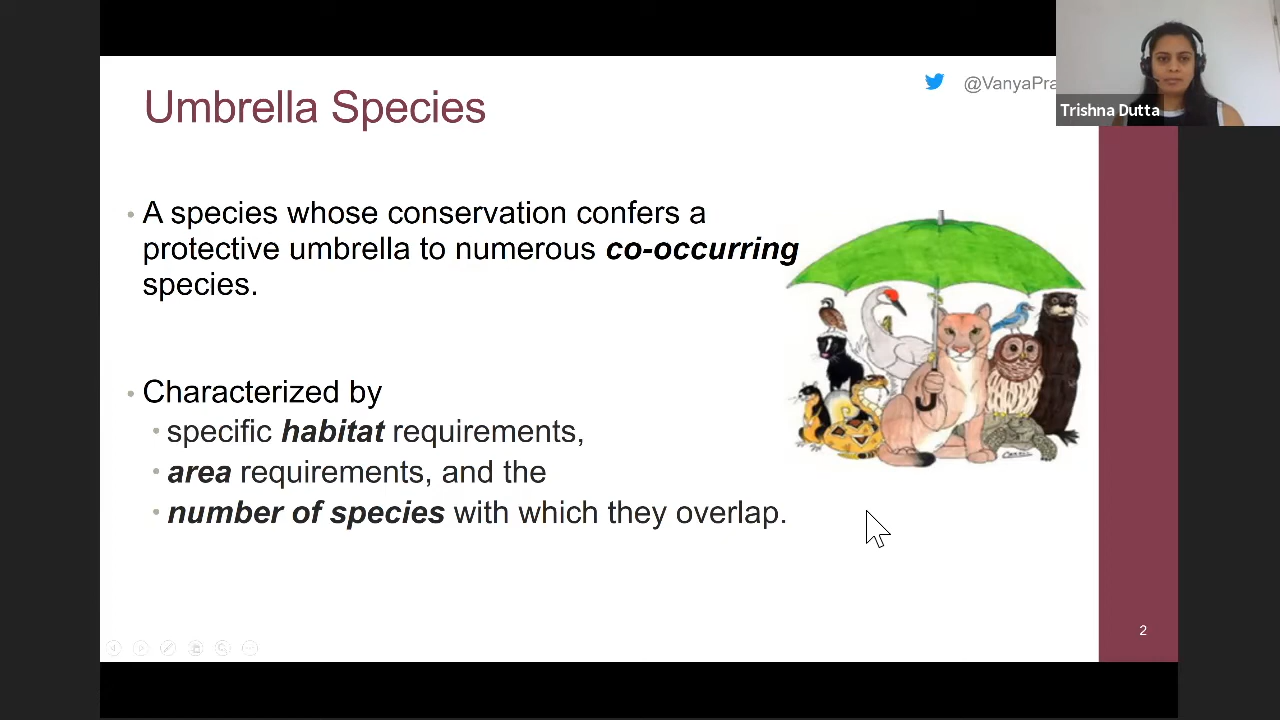 Umbrella Species
@VanyaPra
Trishna Dutta
• A species whose conservation confers a
protective umbrella to numerous co-occurring
species.
• Characterized by
• specific habitat requirements,
• area requirements, and the
• number of species with which they overlap.
2